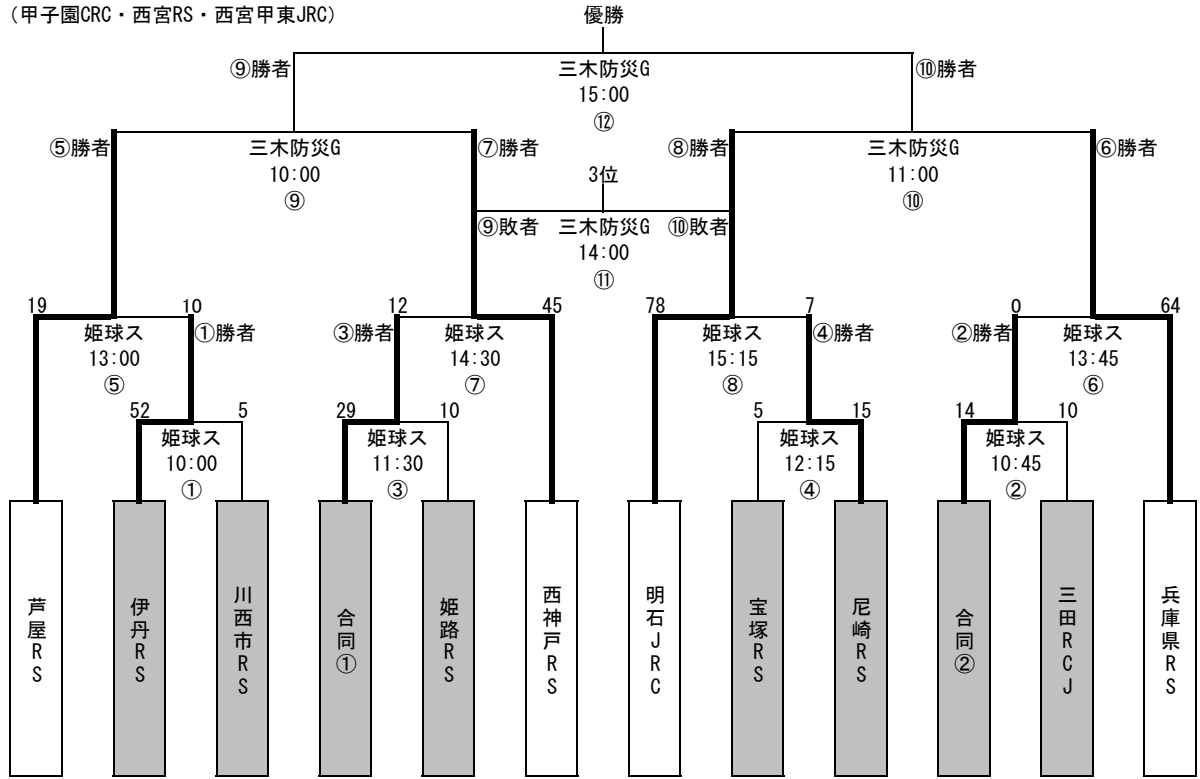 （甲子園CRC・西宮RS・西宮甲東JRC）
優勝
⑨勝者
三木防災G
⑩勝者
15:00
⑫
⑤勝者
三木防災G
⑦勝者
⑧勝者
三木防災G
⑥勝者
10:00
3位
11:00
⑨
⑩
⑨敗者
三木防災G
⑩敗者
14:00
⑪
19
10
12
45
78
7
0
64
姫球ス
①勝者
③勝者
姫球ス
姫球ス
④勝者
②勝者
姫球ス
13:00
14:30
15:15
13:45
⑤
⑦
⑧
⑥
52
5
29
10
5
15
14
10
姫球ス
姫球ス
姫球ス
姫球ス
10:00
11:30
12:15
10:45
①
③
④
②
芦屋RS
伊丹RS
川西市RS
合同①
姫路RS
西神戸RS
明石JRC
宝塚RS
尼崎RS
合同②
三田RCJ
兵庫県RS